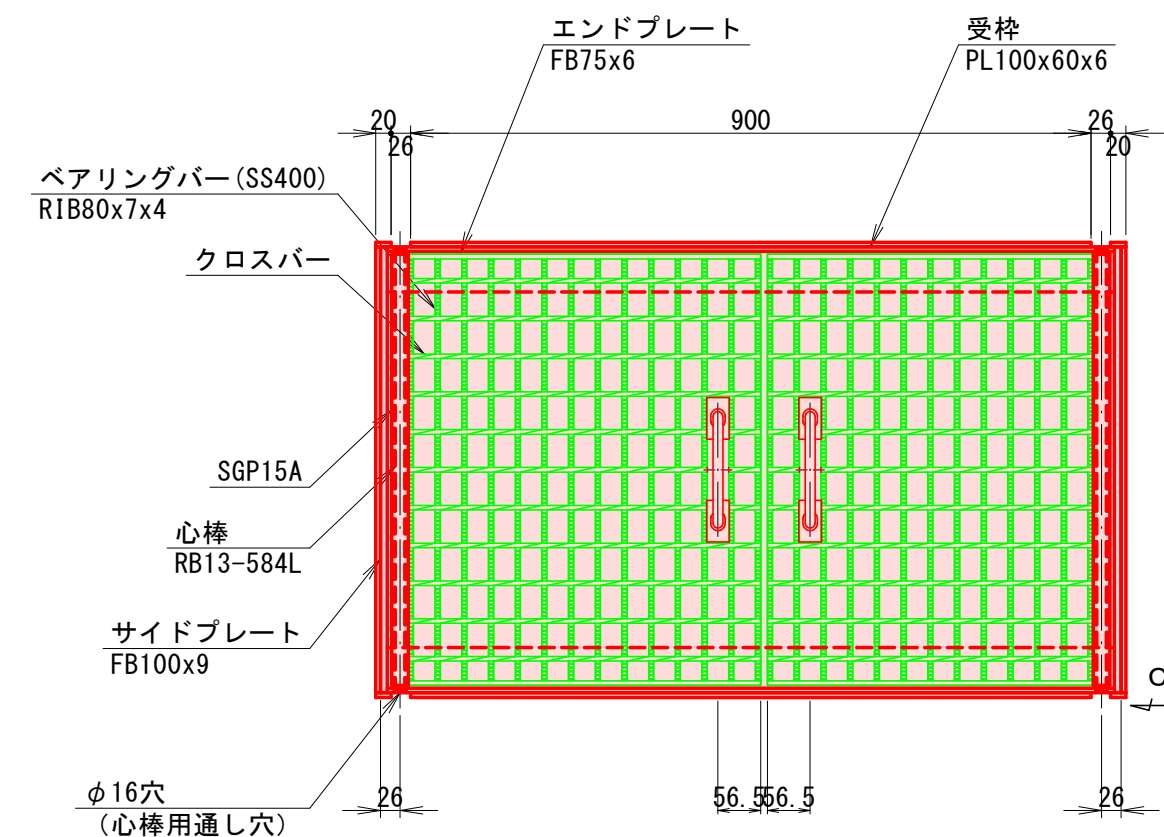 エンドプレート
FB75x6
受枠
PL100x60x6
20
26
900
26
20
ベアリングバー(SS400)
RIB80x7x4
クロスバー
SGP15A
心棒
RB13-584L
サイドプレート
FB100x9
φ16穴
(心棒用通し穴)
26
56.5
56.5
26